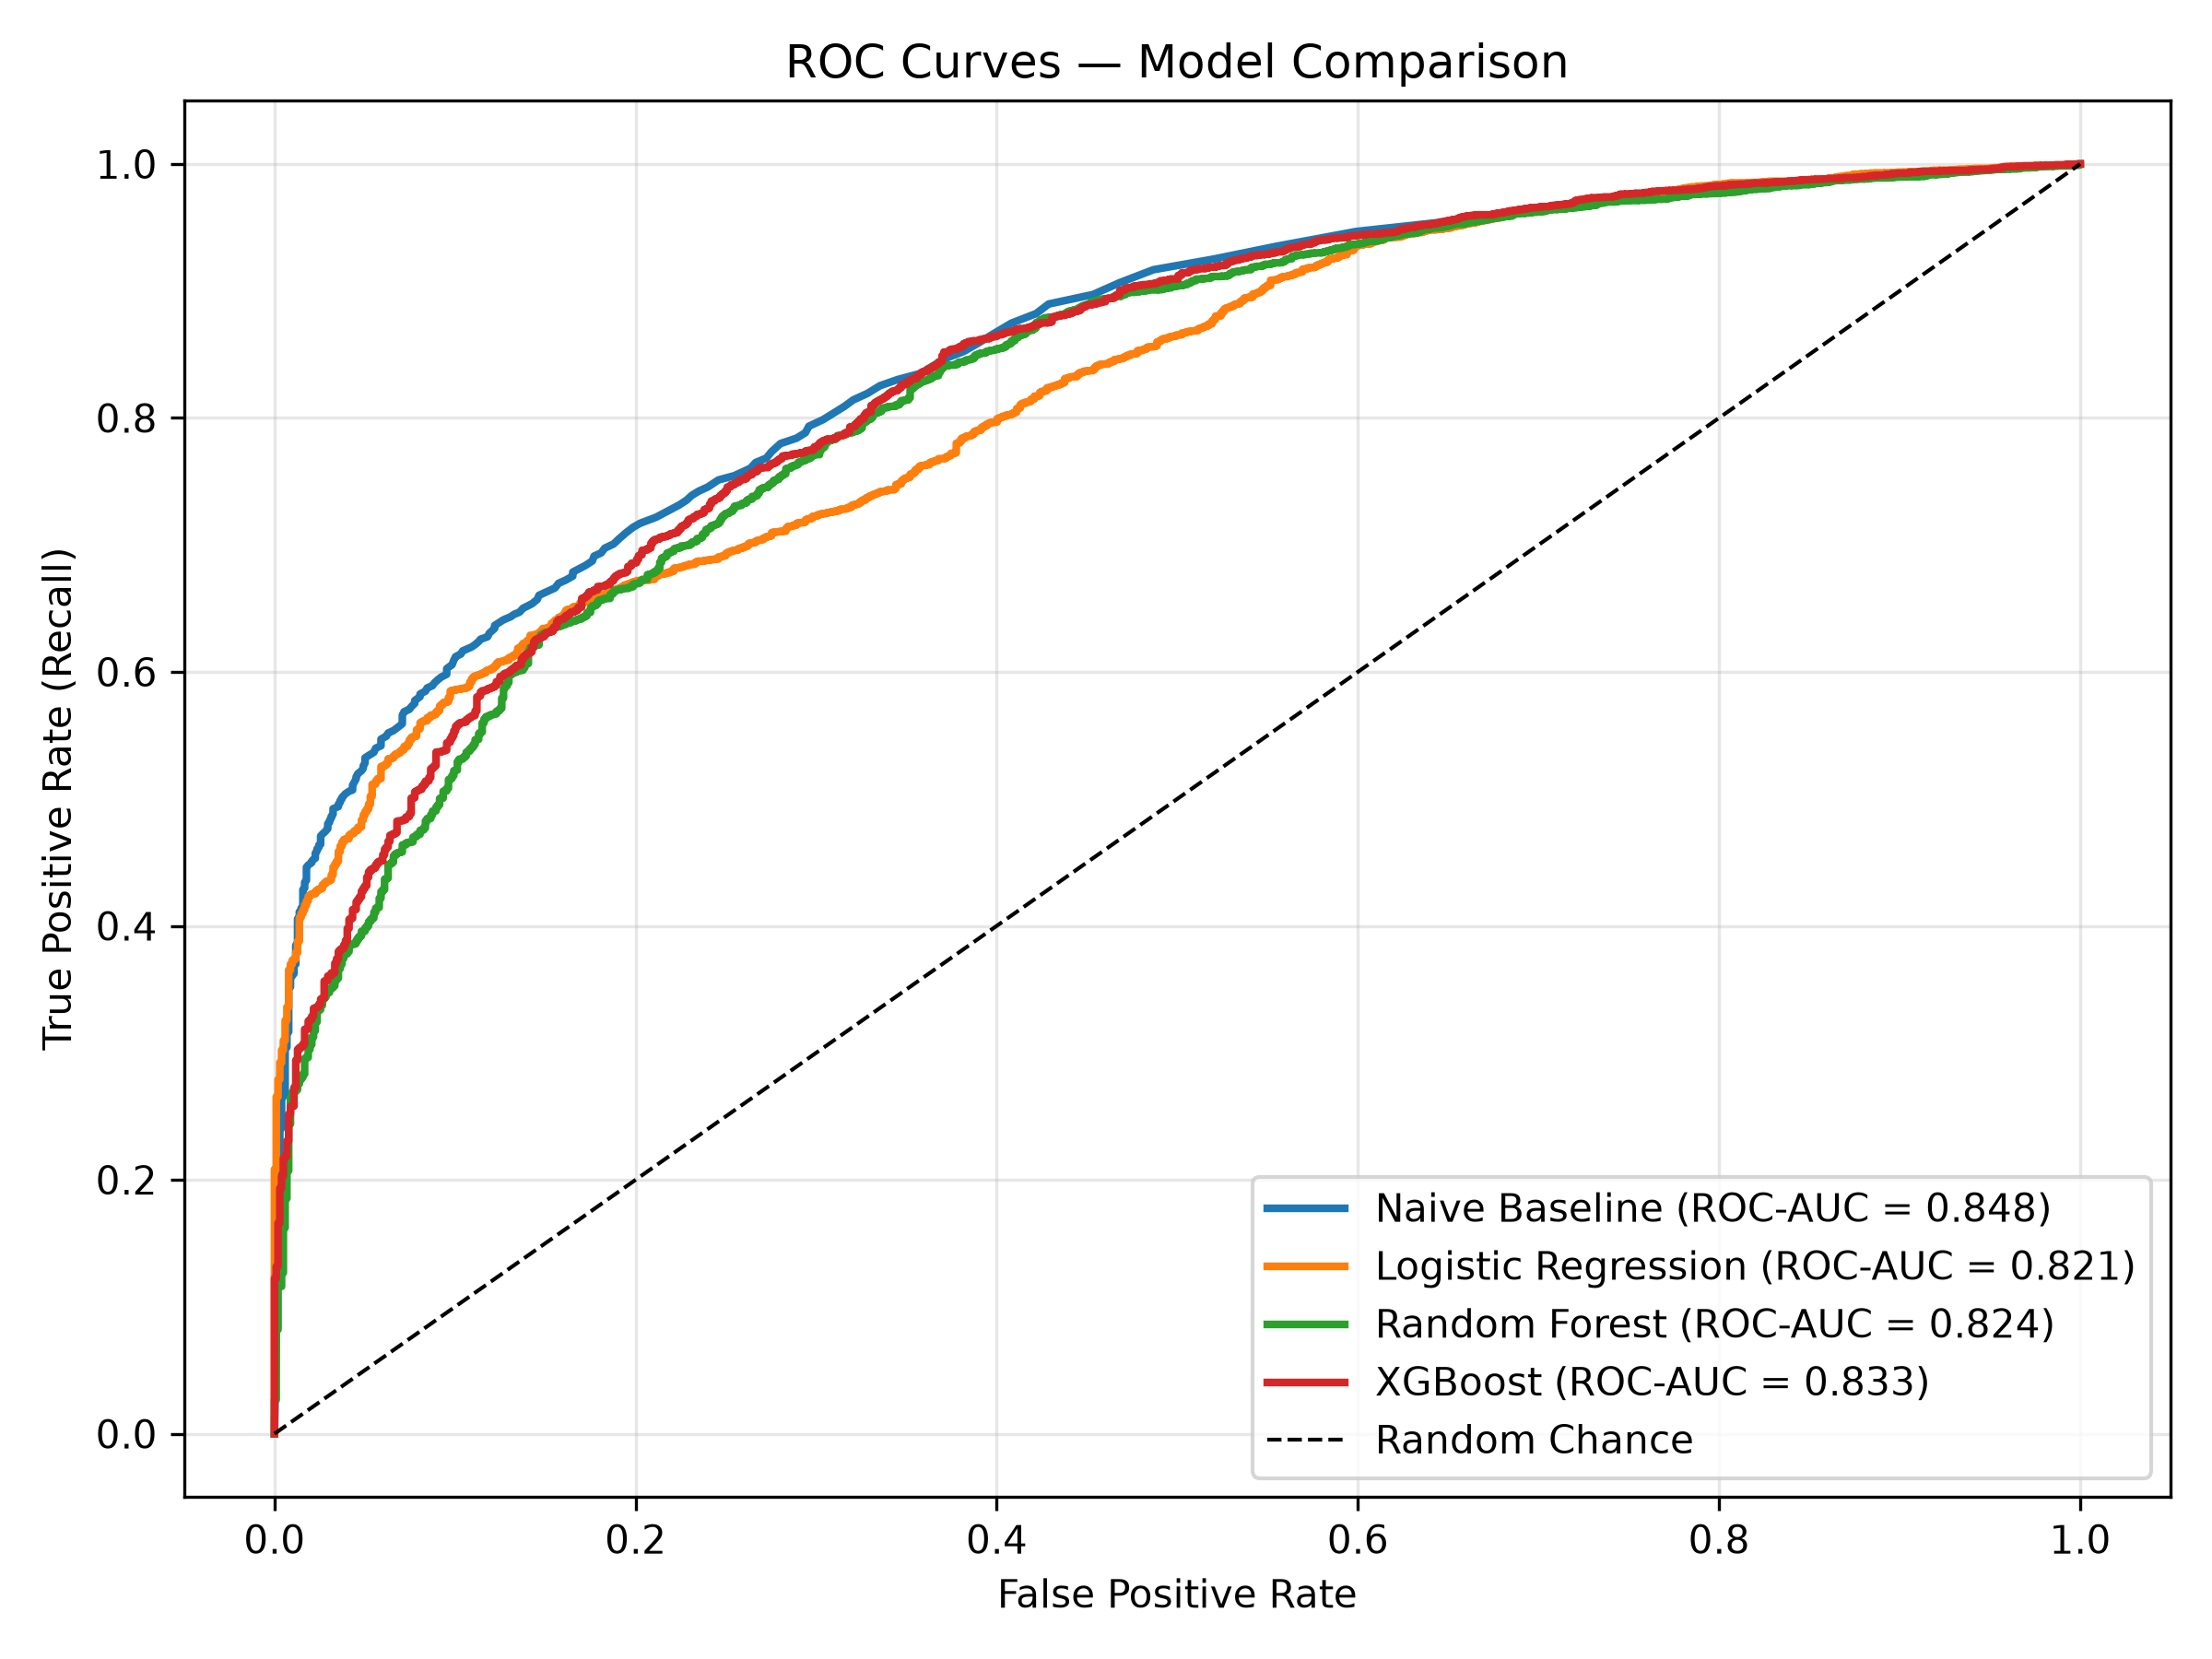 ROC Curves — Model Comparison
True Positive Rate (Recall)
1.0
0.8
0.6
0.4
0.2
0.0
0.0 0.2 0.4 0.6 0.8 1.0
False Positive Rate
Naive Baseline (ROC-AUC = 0.848)
Logistic Regression (ROC-AUC = 0.821)
Random Forest (ROC-AUC = 0.824)
XGBoost (ROC-AUC = 0.833)
Random Chance